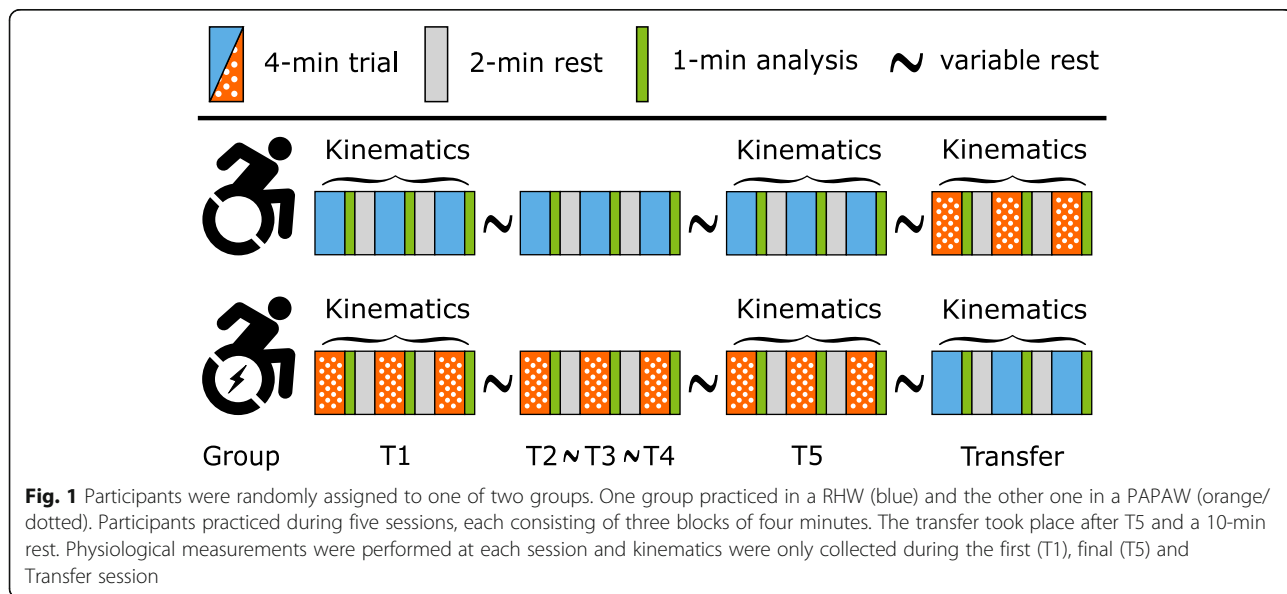 4-min trial 2-min rest 1-min analysis ~ variable rest
Kinematics Kinematics Kinematics
~ ~ ~
Kinematics Kinematics Kinematics
~ ~ ~
Group T1 T2 ~ T3 ~ T4 T5 Transfer
Fig. 1 Participants were randomly assigned to one of two groups. One group practiced in a RHW (blue) and the other one in a PAPAW (orange/
dotted). Participants practiced during five sessions, each consisting of three blocks of four minutes. The transfer took place after T5 and a 10-min
rest. Physiological measurements were performed at each session and kinematics were only collected during the first (T1), final (T5) and
Transfer session